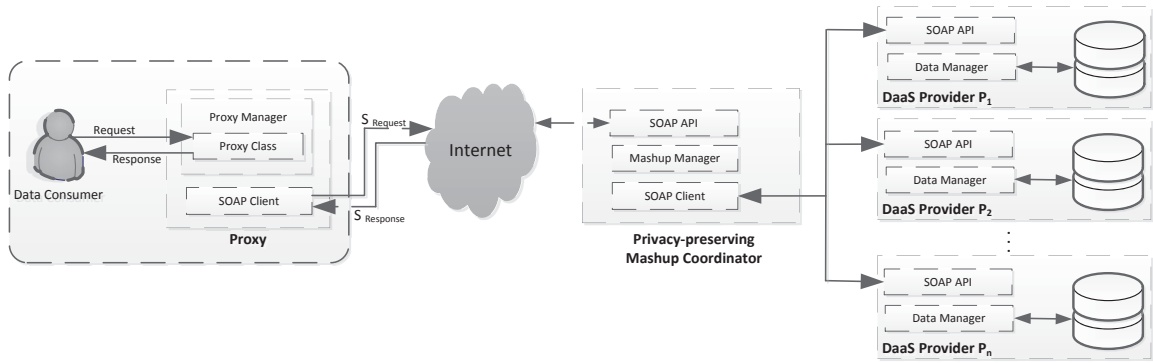 Data Consumer
Request
Response
Proxy Manager
Proxy Class
SOAP Client
Proxy
S Request
S Response
Internet
SOAP API
Mashup Manager
SOAP Client
Privacy-preserving
Mashup Coordinator
SOAP API
Data Manager
DaaS Provider P1
SOAP API
Data Manager
DaaS Provider P2
SOAP API
Data Manager
DaaS Provider Pn